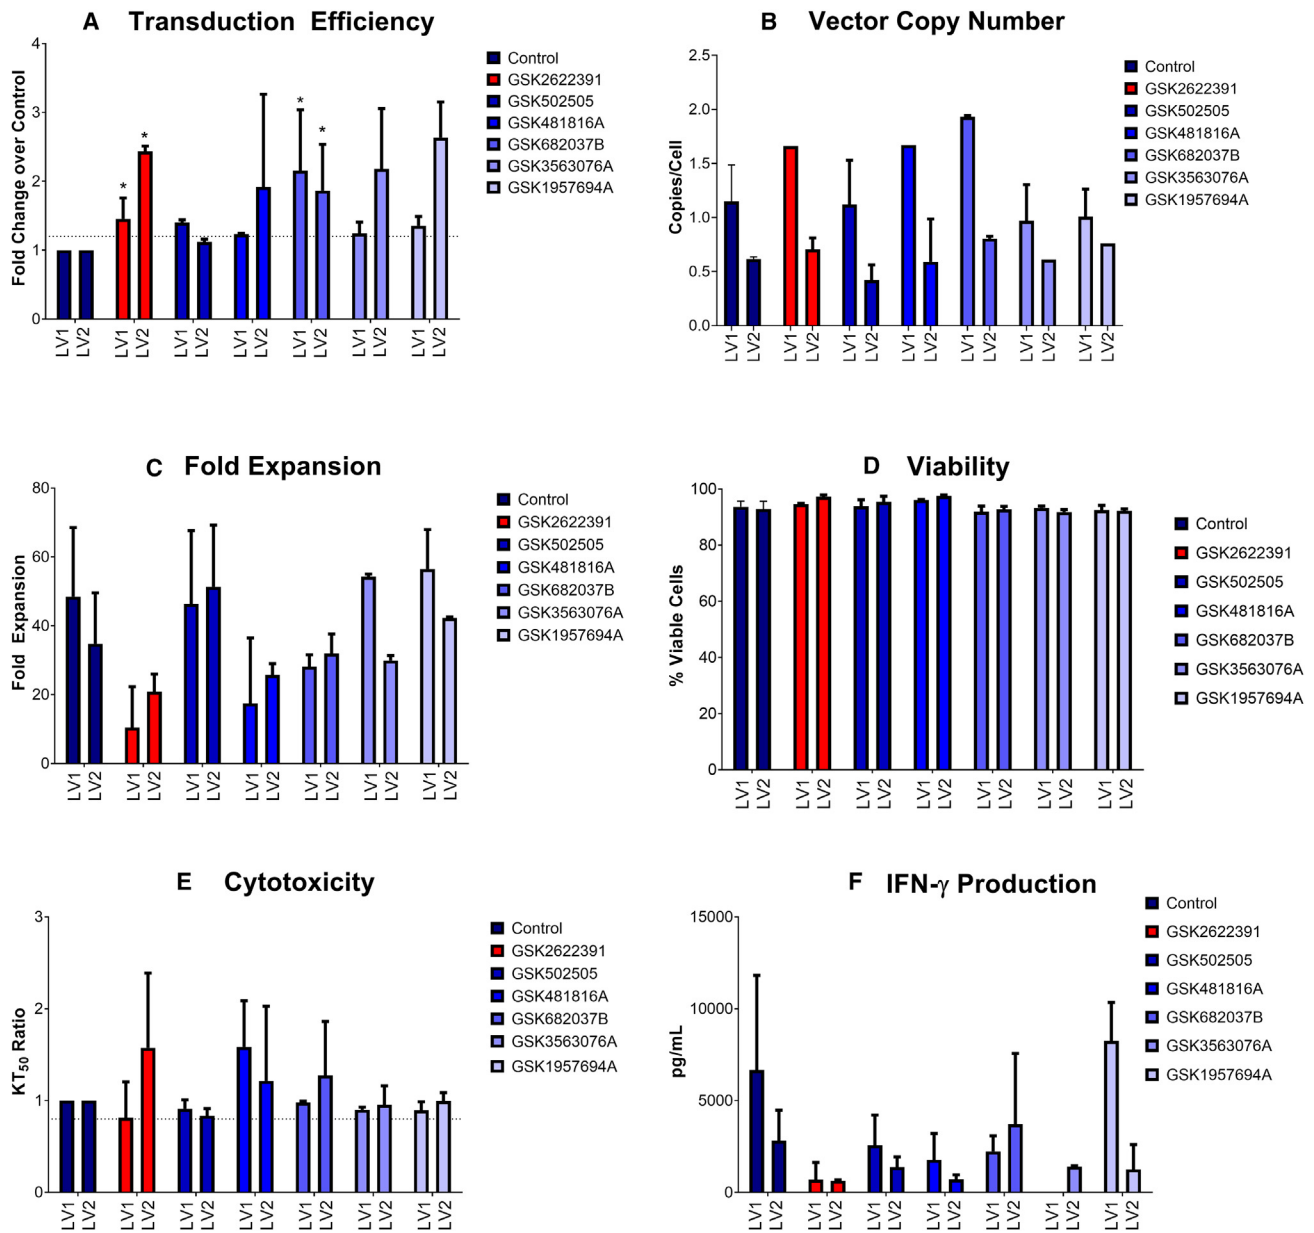 A Transduction Efficiency
Fold Change over Control
4
3
2
1
0
LV1 LV2 LV1 LV2 LV1 LV2 LV1 LV2 LV1 LV2 LV1 LV2 LV1 LV2
* * * *
Control
GSK2622391
GSK502505
GSK481816A
GSK682037B
GSK3563076A
GSK1957694A
B Vector Copy Number
Copies/Cell
2.5
2.0
1.5
1.0
0.5
0.0
LV1 LV2 LV1 LV2 LV1 LV2 LV1 LV2 LV1 LV2 LV1 LV2 LV1 LV2
Control
GSK2622391
GSK502505
GSK481816A
GSK682037B
GSK3563076A
GSK1957694A
C Fold Expansion
Fold Expansion
80
60
40
20
0
LV1 LV2 LV1 LV2 LV1 LV2 LV1 LV2 LV1 LV2 LV1 LV2 LV1 LV2
Control
GSK2622391
GSK502505
GSK481816A
GSK682037B
GSK3563076A
GSK1957694A
D Viability
% Viable Cells
100
80
60
40
20
0
LV1 LV2 LV1 LV2 LV1 LV2 LV1 LV2 LV1 LV2 LV1 LV2 LV1 LV2
Control
GSK2622391
GSK502505
GSK481816A
GSK682037B
GSK3563076A
GSK1957694A
E Cytotoxicity
KT50 Ratio
3
2
1
0
LV1 LV2 LV1 LV2 LV1 LV2 LV1 LV2 LV1 LV2 LV1 LV2 LV1 LV2
Control
GSK2622391
GSK502505
GSK481816A
GSK682037B
GSK3563076A
GSK1957694A
F IFN-γ Production
pg/mL
15000
10000
5000
0
LV1 LV2 LV1 LV2 LV1 LV2 LV1 LV2 LV1 LV2 LV1 LV2 LV1 LV2
Control
GSK2622391
GSK502505
GSK481816A
GSK682037B
GSK3563076A
GSK1957694A